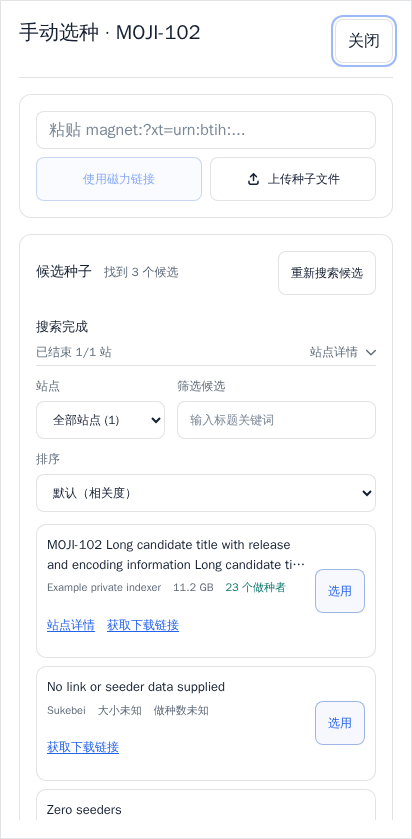 手动选种 · MOJI-102
关闭
粘贴 magnet:?xt=urn:btih:...
使用磁力链接
上传种子文件
候选种子 找到 3 个候选
重新搜索候选
搜索完成
已结束 1/1 站
站点详情
站点
筛选候选
全部站点 (1)
输入标题关键词
排序
默认（相关度）
MOJI-102 Long candidate title with release
and encoding information Long candidate ti…
Example private indexer 11.2 GB 23 个做种者
选用
站点详情 获取下载链接
No link or seeder data supplied
Sukebei 大小未知 做种数未知
选用
获取下载链接
Zero seeders